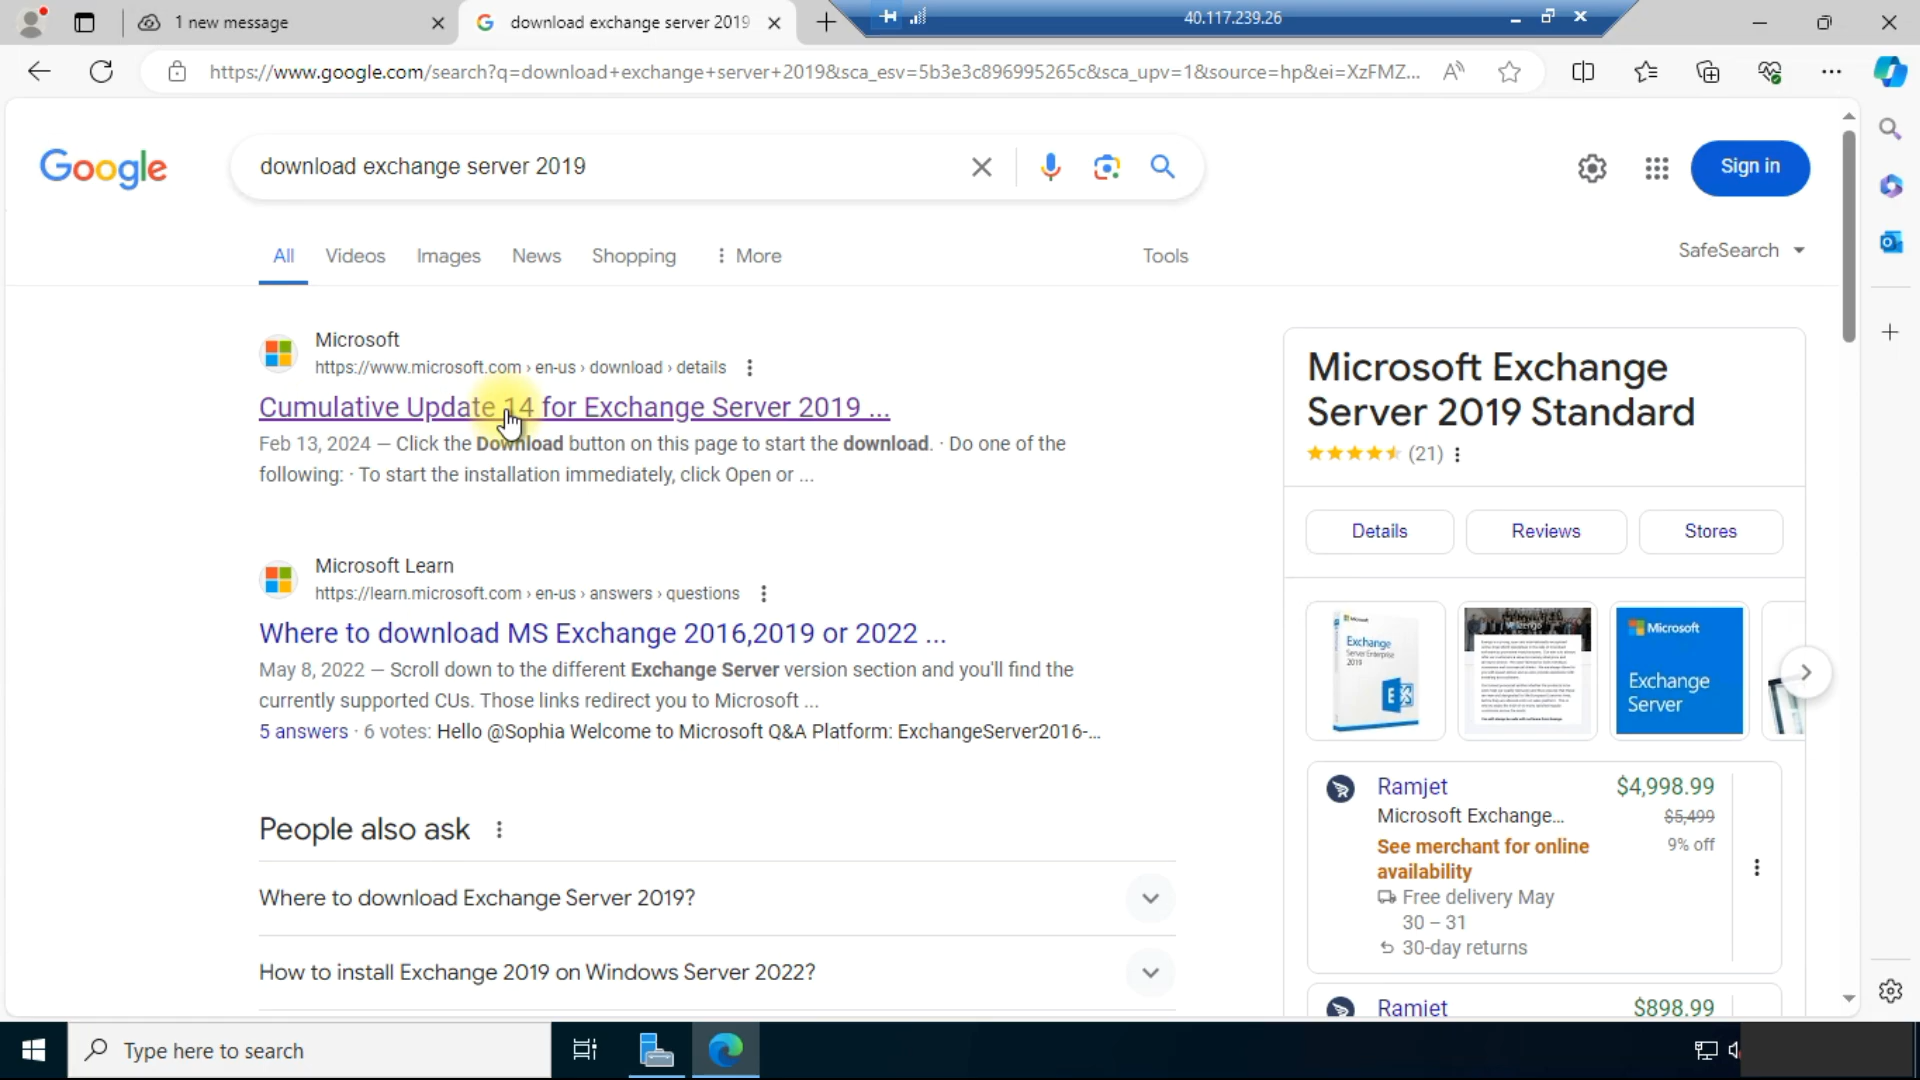 1 new message
download exchange server 2019
40.117.239.26
https://www.google.com/search?q=download+exchange+server+2019&sca_esv=5b3e3c896995265c&sca_upv=1&source=hp&ei=XzFMZ...
Google
download exchange server 2019
Sign in
All
Videos
Images
News
Shopping
More
Tools
SafeSearch
Microsoft
https://www.microsoft.com › en-us › download › details
Cumulative Update 14 for Exchange Server 2019 ...
Feb 13, 2024 — Click the Download button on this page to start the download. · Do one of the
following: · To start the installation immediately, click Open or ...
Microsoft Learn
https://learn.microsoft.com › en-us › answers › questions
Where to download MS Exchange 2016,2019 or 2022 ...
May 8, 2022 — Scroll down to the different Exchange Server version section and you'll find the
currently supported CUs. Those links redirect you to Microsoft ...
5 answers · 6 votes: Hello @Sophia Welcome to Microsoft Q&A Platform: ExchangeServer2016-...
People also ask
Where to download Exchange Server 2019?
How to install Exchange 2019 on Windows Server 2022?
Microsoft Exchange
Server 2019 Standard
(21)
Details
Reviews
Stores
Microsoft
Exchange
Server Enterprise
2019
Microsoft
Exchange
Server
Ramjet
$4,998.99
Microsoft Exchange...
$5,499
See merchant for online
availability
9% off
Free delivery May
30 – 31
30-day returns
Ramjet
$898.99
Type here to search